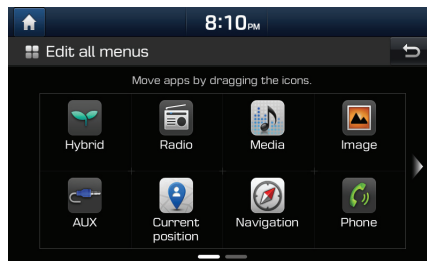 8:10PM
Edit all menus
Move apps by dragging the icons.
Hybrid
Radio
Media
Image
AUX
Current
position
Navigation
Phone